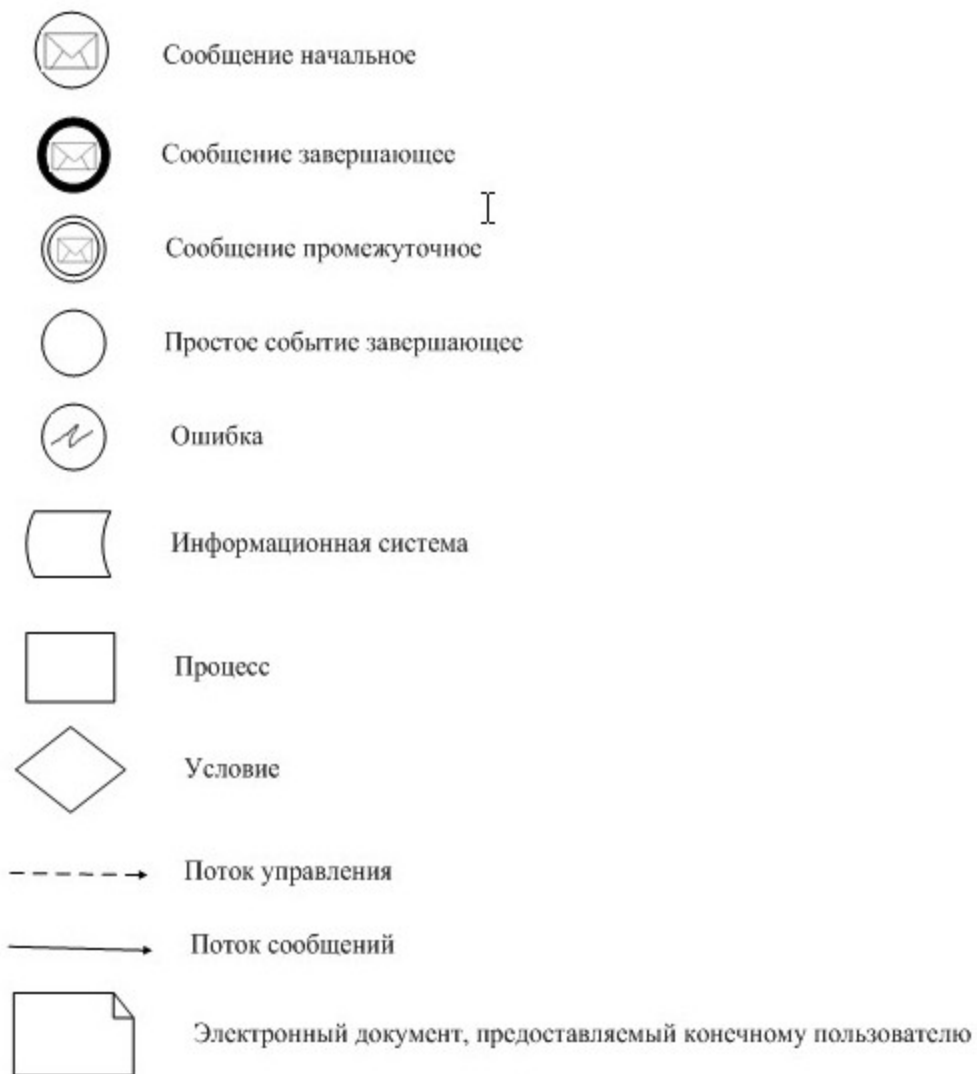 Сообщение начальное
Сообщение завершающее
Сообщение промежуточное
Простое событие завершающее
Ошибка
Информационная система
Процесс
Условие
Поток управления
Поток сообщений
Электронный документ, предоставляемый конечному пользователю